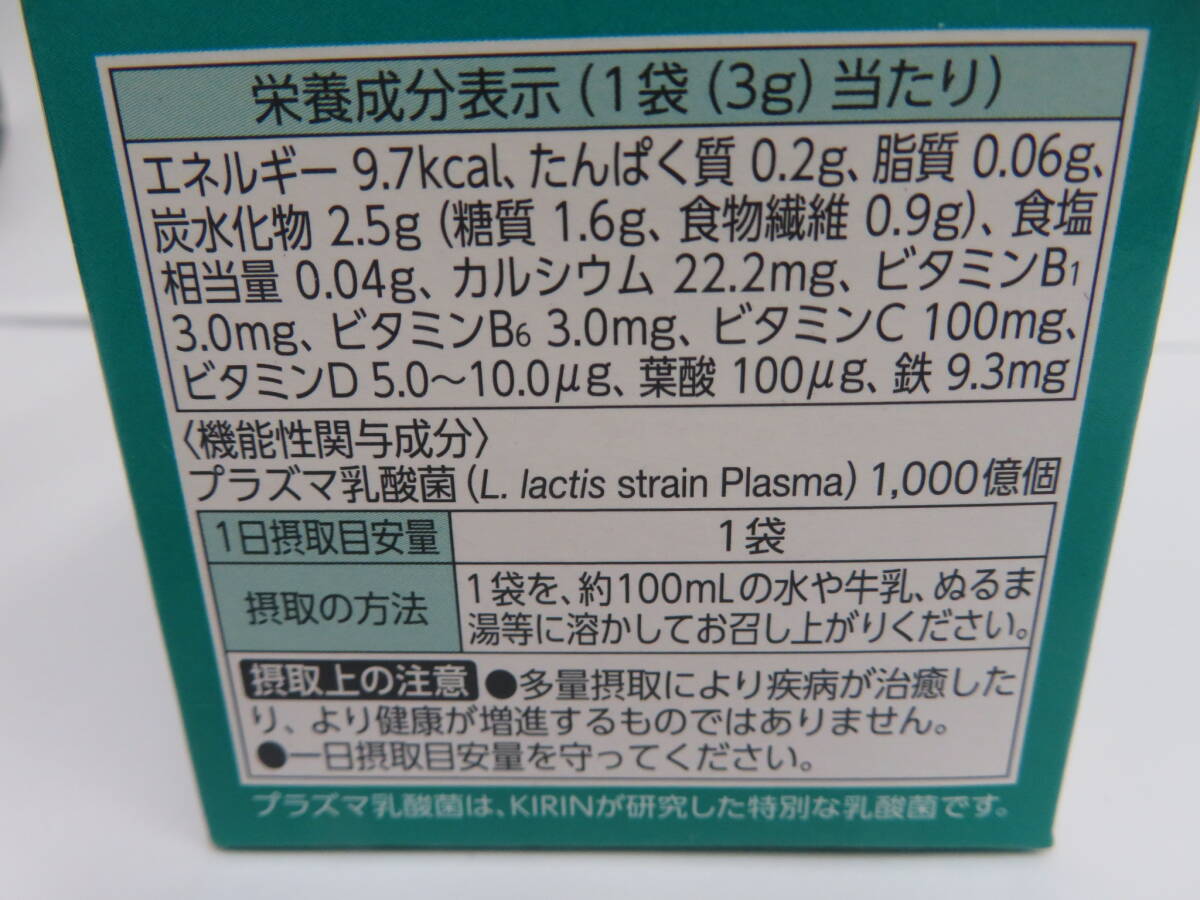 栄養成分表示(1袋(3g)当たり)
エネルギー 9.7kcal、たんぱく質 0.2g、脂質 0.06g、
炭水化物 2.5g (糖質 1.6g、食物繊維 0.9g)、食塩
相当量 0.04g、カルシウム 22.2mg、ビタミンB1
3.0mg、ビタミンB6 3.0mg、ビタミンC 100mg、
ビタミンD 5.0〜10.0μg、葉酸 100μg、鉄 9.3mg
〈機能性関与成分〉
プラズマ乳酸菌(L. lactis strain Plasma) 1,000億個
1日摂取目安量 1袋
摂取の方法 1袋を、約100mLの水や牛乳、ぬるま
湯等に溶かしてお召し上がりください。
摂取上の注意 ●多量摂取により疾病が治癒した
り、より健康が増進するものではありません。
●一日摂取目安量を守ってください。
プラズマ乳酸菌は、KIRINが研究した特別な乳酸菌です。